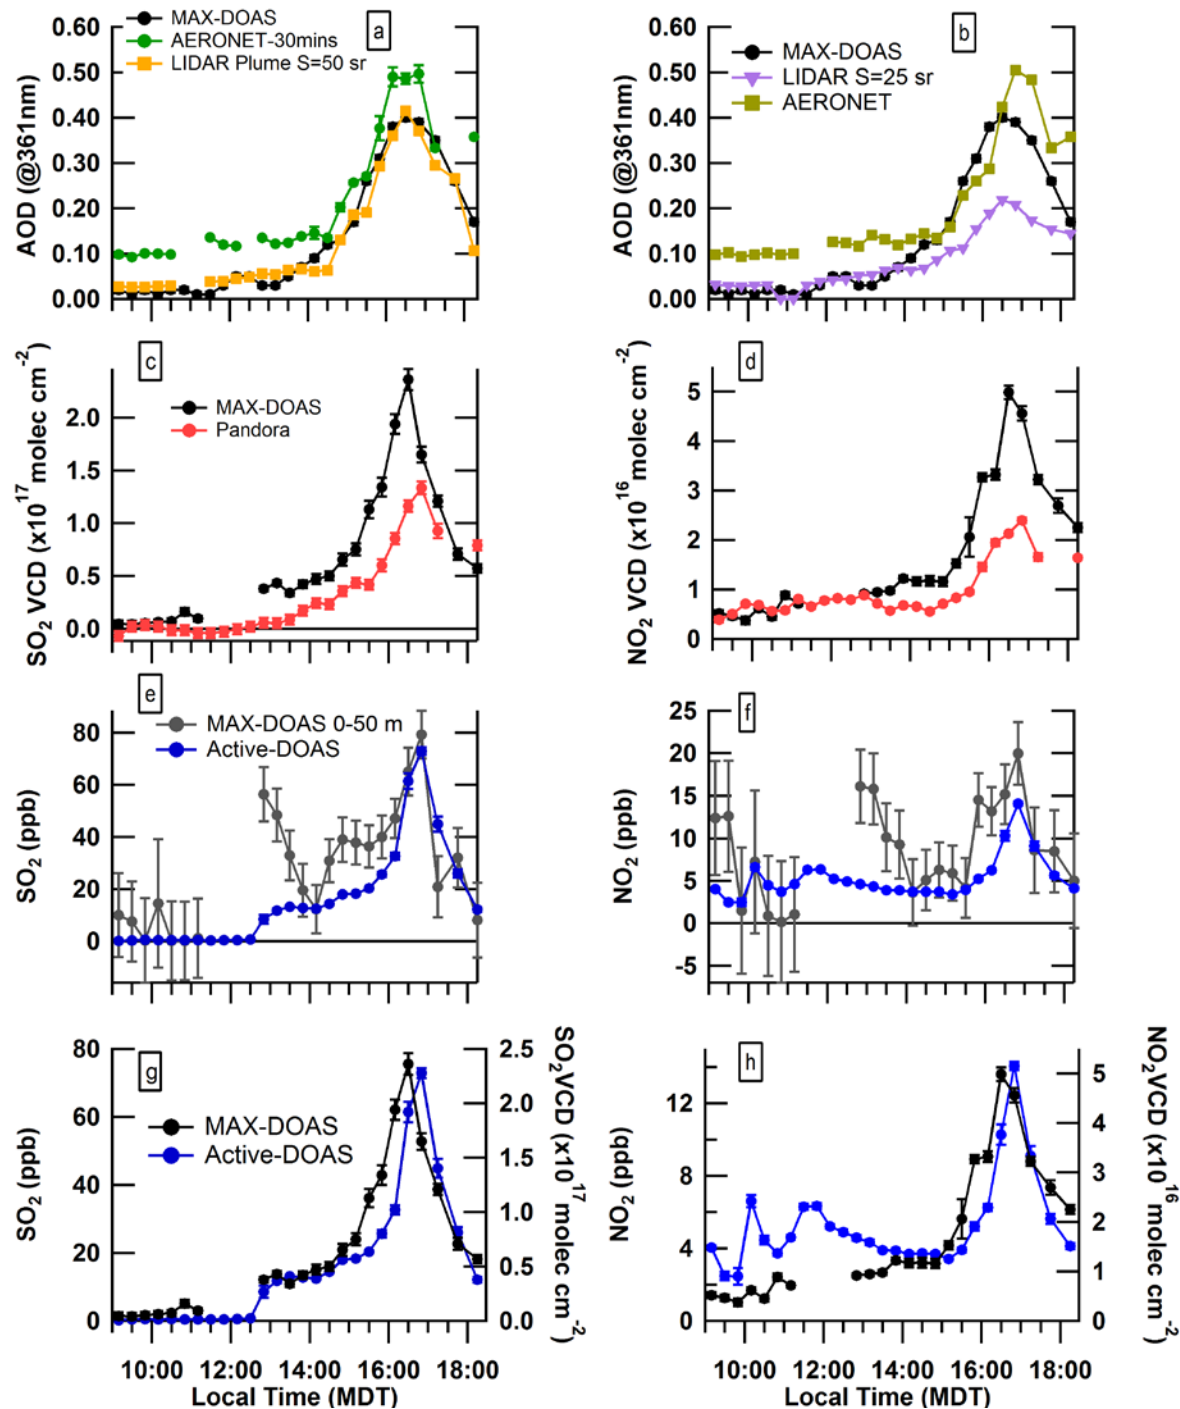 MAX-DOAS
AERONET-30mins
LIDAR Plume S=50 sr
a
0.60
0.50
0.40
0.30
0.20
0.10
0.00
AOD (@361nm)
MAX-DOAS
LIDAR S=25 sr
AERONET
b
0.60
0.50
0.40
0.30
0.20
0.10
0.00
AOD (@361nm)
c
MAX-DOAS
Pandora
2.0
1.5
1.0
0.5
0.0
SO2 VCD (x10^17 molec cm^-2)
d
5
4
3
2
1
0
NO2 VCD (x10^16 molec cm^-2)
e
MAX-DOAS 0-50 m
Active-DOAS
80
60
40
20
0
SO2 (ppb)
f
25
20
15
10
5
0
-5
NO2 (ppb)
g
MAX-DOAS
Active-DOAS
80
60
40
20
0
SO2 (ppb)
2.5
2.0
1.5
1.0
0.5
0.0
SO2VCD (x10^17 molec cm^-2)
10:00 12:00 14:00 16:00 18:00
Local Time (MDT)
h
12
8
4
0
NO2 (ppb)
5
4
3
2
1
0
NO2VCD (x10^16 molec cm^-2)
10:00 12:00 14:00 16:00 18:00
Local Time (MDT)